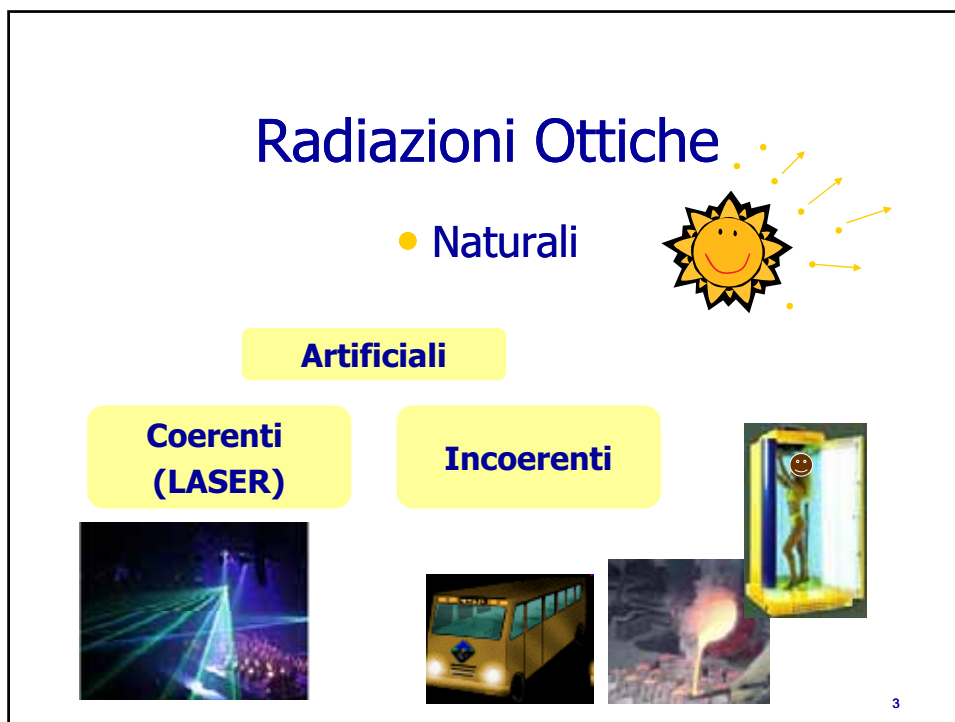 Radiazioni Ottiche
• Naturali
Artificiali
Coerenti
(LASER)
Incoerenti
3